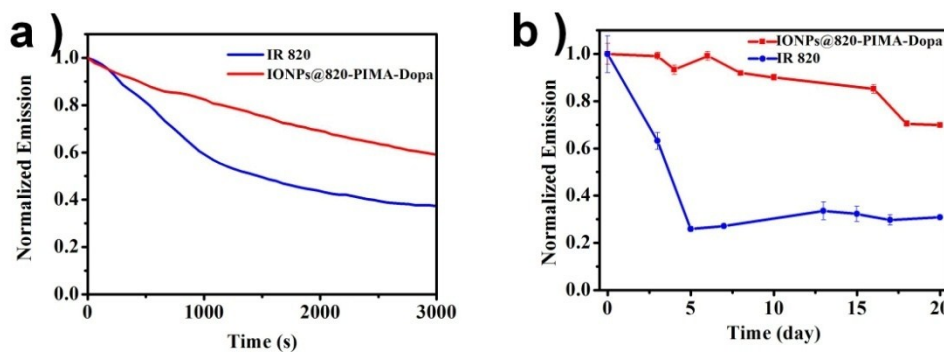 a )
IR 820
IONPs@820-PIMA-Dopa
Normalized Emission
1.0
0.8
0.6
0.4
0.2
0.0
0
1000
2000
3000
Time (s)
b )
IONPs@820-PIMA-Dopa
IR 820
Normalized Emission
1.0
0.8
0.6
0.4
0.2
0.0
0
5
10
15
20
Time (day)